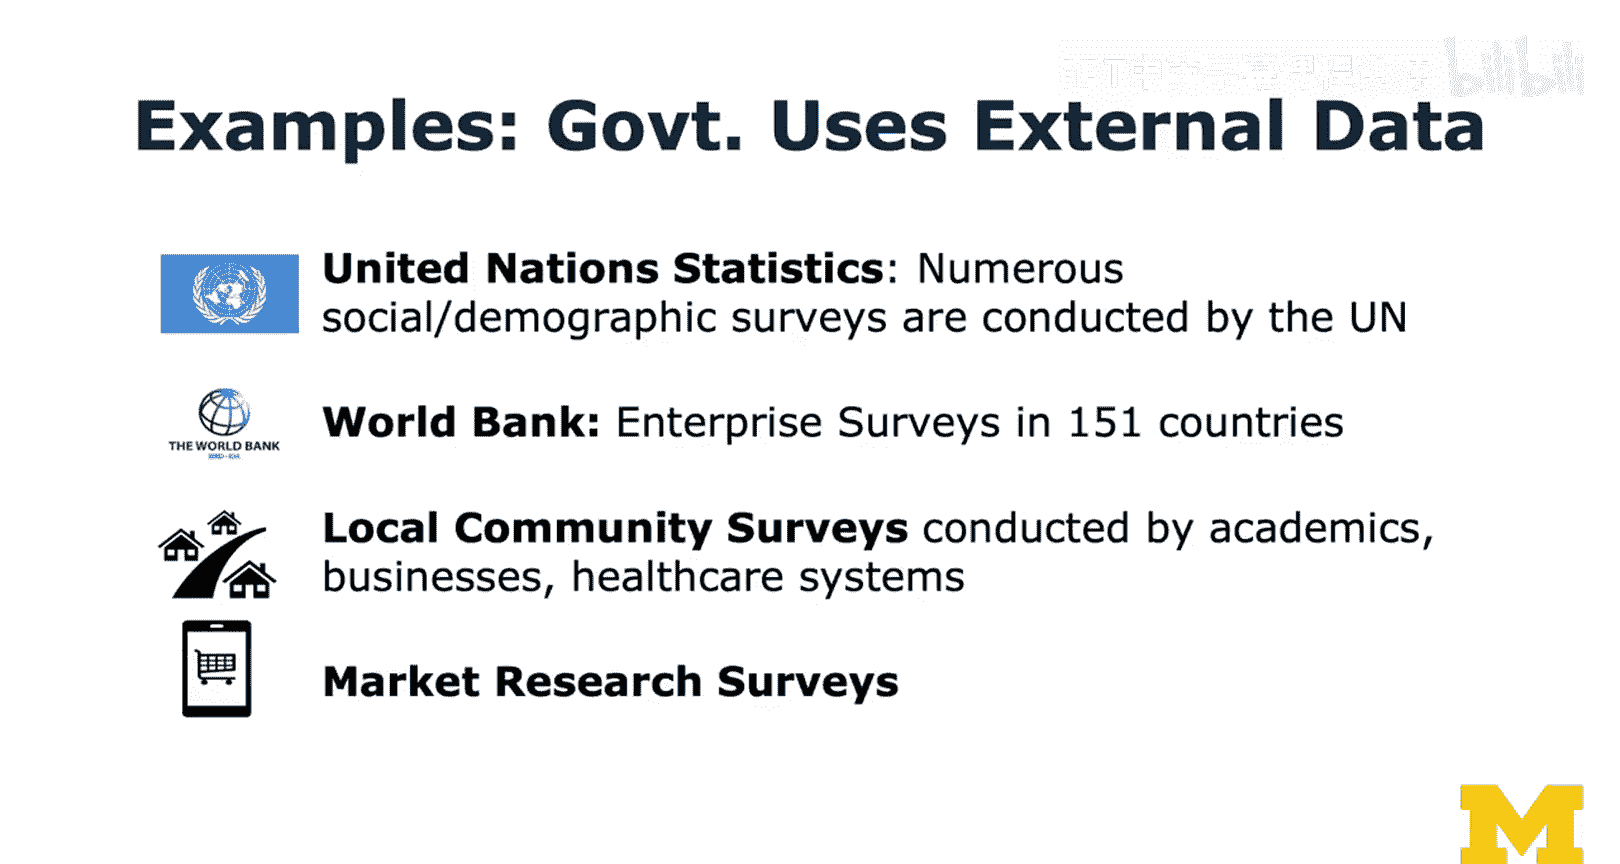 bilibili
Examples: Govt. Uses External Data
United Nations Statistics: Numerous
social/demographic surveys are conducted by the UN
THE WORLD BANK
World Bank: Enterprise Surveys in 151 countries
Local Community Surveys conducted by academics,
businesses, healthcare systems
Market Research Surveys
M